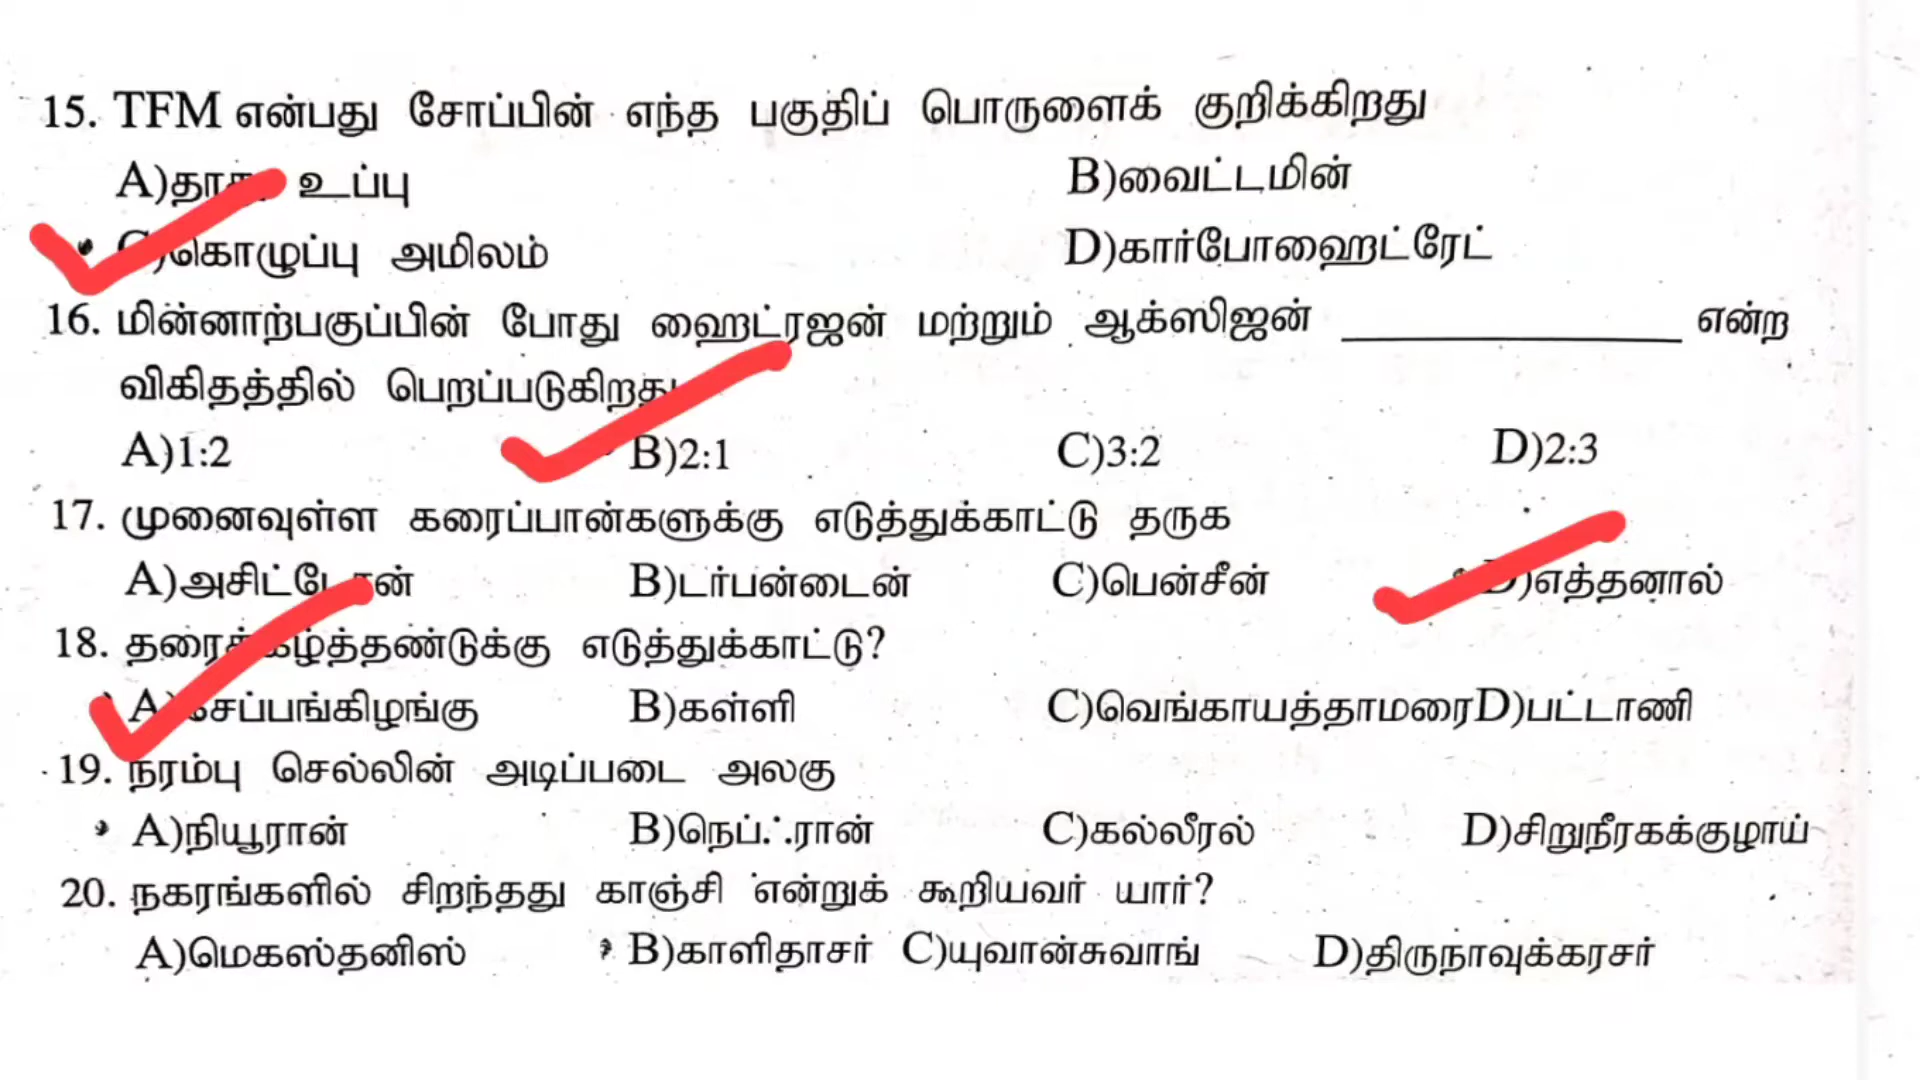 15. TFM என்பது சோப்பின் எந்த பகுதிப் பொருளைக் குறிக்கிறது
A) உப்பு B)வைட்டமின்
C)கொழுப்பு அமிலம் D)கார்போஹைட்ரேட்
16. மின்னாற்பகுப்பின் போது ஹைட்ரஜன் மற்றும் ஆக்ஸிஜன் ____________ என்ற
விகிதத்தில் பெறப்படுகிறது
A)1:2 B)2:1 C)3:2 D)2:3
17. முனைவுள்ள கரைப்பான்களுக்கு எடுத்துக்காட்டு தருக
A)அசிட்டோன் B)டர்பன்டைன் C)பென்சீன் D)எத்தனால்
18. தரைகீழ்த்தண்டுக்கு எடுத்துக்காட்டு?
A)சேப்பங்கிழங்கு B)கள்ளி C)வெங்காயத்தாமரை D)பட்டாணி
19. நரம்பு செல்லின் அடிப்படை அலகு
A)நியூரான் B)நெப்ஃரான் C)கல்லீரல் D)சிறுநீரகக்குழாய்
20. நகரங்களில் சிறந்தது காஞ்சி என்றுக் கூறியவர் யார்?
A)மெகஸ்தனிஸ் B)காளிதாசர் C)யுவான்சுவாங் D)திருநாவுக்கரசர்